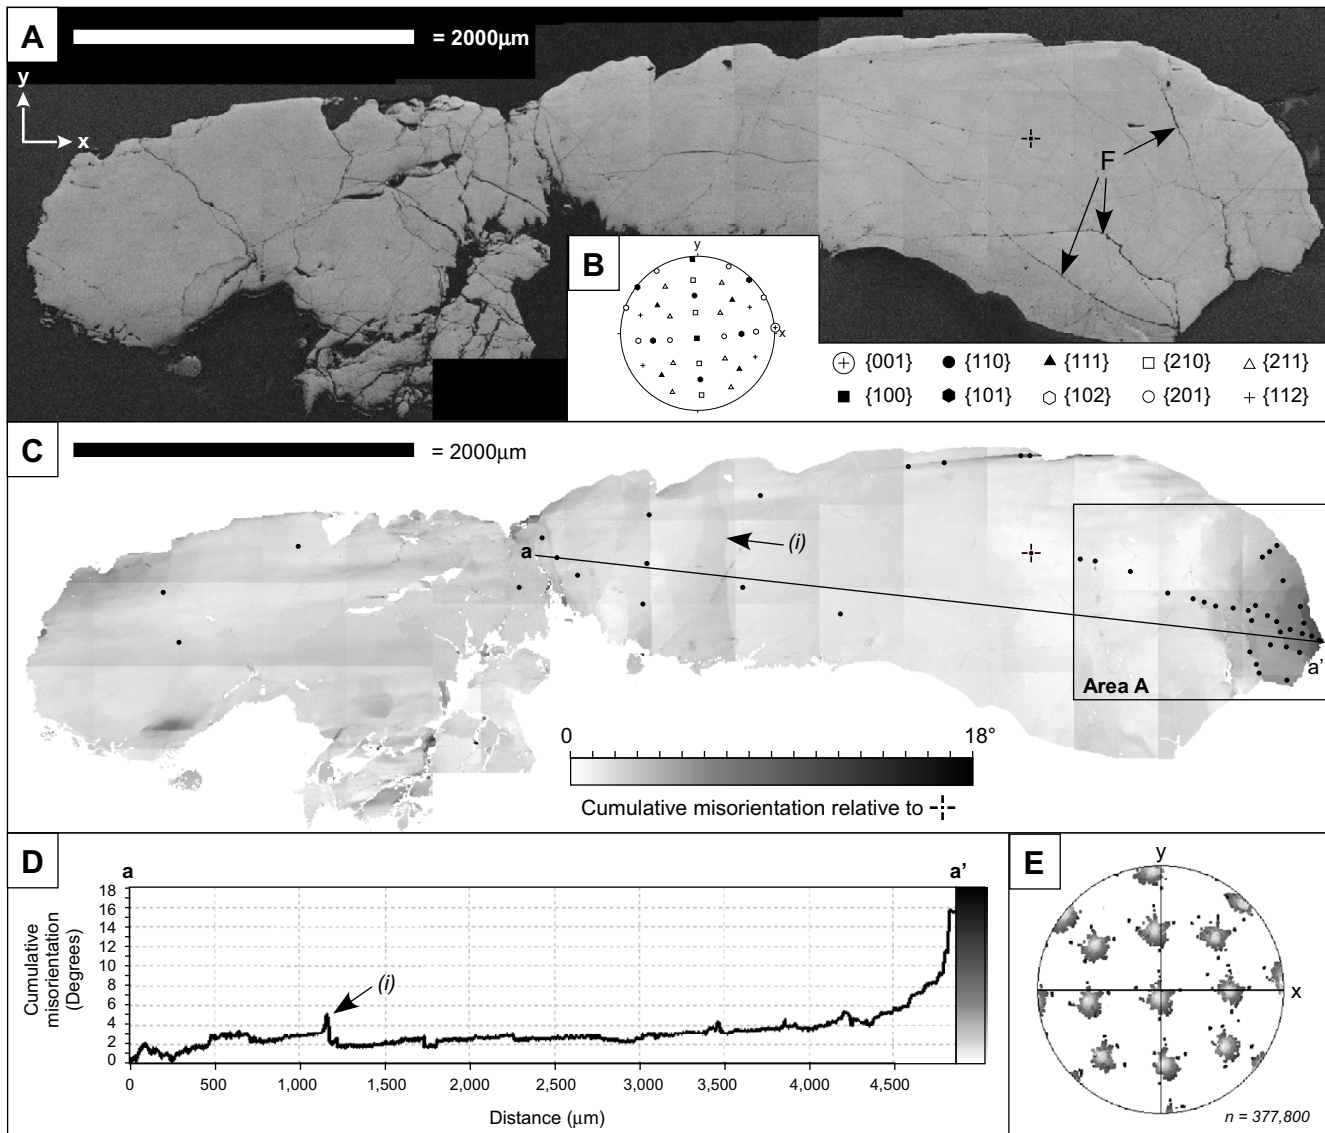 A
= 2000μm
y
x
F
B
y
x
{001} {110} {111} {210} {211}
{100} {101} {102} {201} {112}
C
= 2000μm
a
(i)
Area A
a'
0 18°
Cumulative misorientation relative to
D
a a'
Cumulative
misorientation
(Degrees)
18
16
14
12
10
8
6
4
2
0
(i)
0 500 1,000 1,500 2,000 2,500 3,000 3,500 4,000 4,500
Distance (μm)
E
y
x
n = 377,800